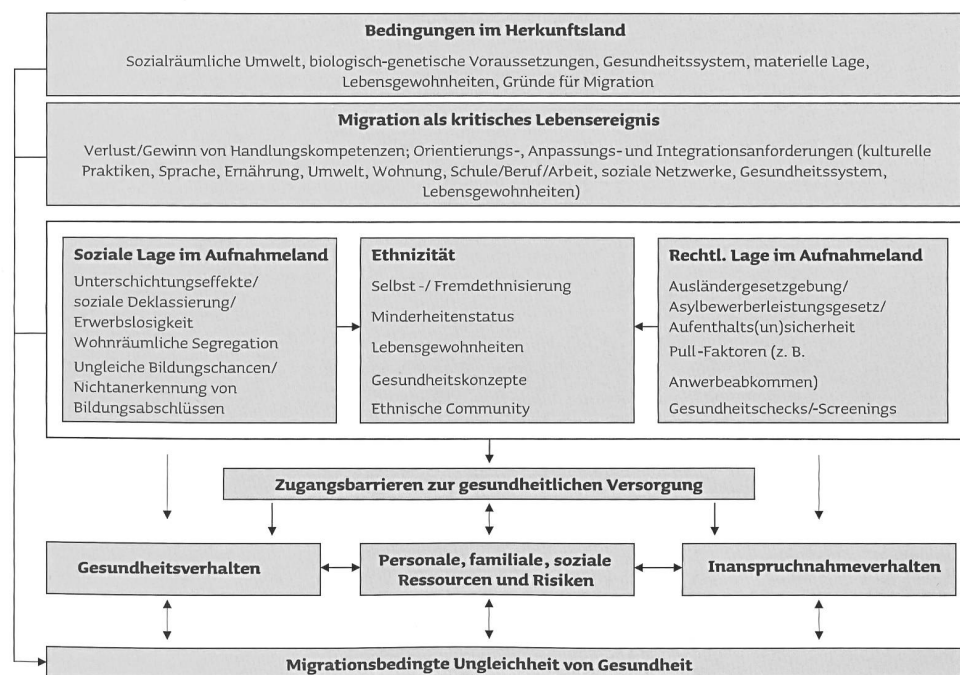 Bedingungen im Herkunftsland
Sozialräumliche Umwelt, biologisch-genetische Voraussetzungen, Gesundheitssystem, materielle Lage,
Lebensgewohnheiten, Gründe für Migration
Migration als kritisches Lebensereignis
Verlust/Gewinn von Handlungskompetenzen; Orientierungs-, Anpassungs- und Integrationsanforderungen (kulturelle
Praktiken, Sprache, Ernährung, Umwelt, Wohnung, Schule/Beruf/Arbeit, soziale Netzwerke, Gesundheitssystem,
Lebensgewohnheiten)
Soziale Lage im Aufnahmeland
Unterschichtungseffekte/
soziale Deklassierung/
Erwerbslosigkeit
Wohnräumliche Segregation
Ungleiche Bildungschancen/
Nichtanerkennung von
Bildungsabschlüssen
Ethnizität
Selbst -/ Fremdethnisierung
Minderheitenstatus
Lebensgewohnheiten
Gesundheitskonzepte
Ethnische Community
Rechtl. Lage im Aufnahmeland
Ausländergesetzgebung/
Asylbewerberleistungsgesetz/
Aufenthalts(un)sicherheit
Pull-Faktoren (z. B.
Anwerbeabkommen)
Gesundheitschecks/-Screenings
Zugangsbarrieren zur gesundheitlichen Versorgung
Gesundheitsverhalten
Personale, familiale, soziale
Ressourcen und Risiken
Inanspruchnahmeverhalten
Migrationsbedingte Ungleichheit von Gesundheit